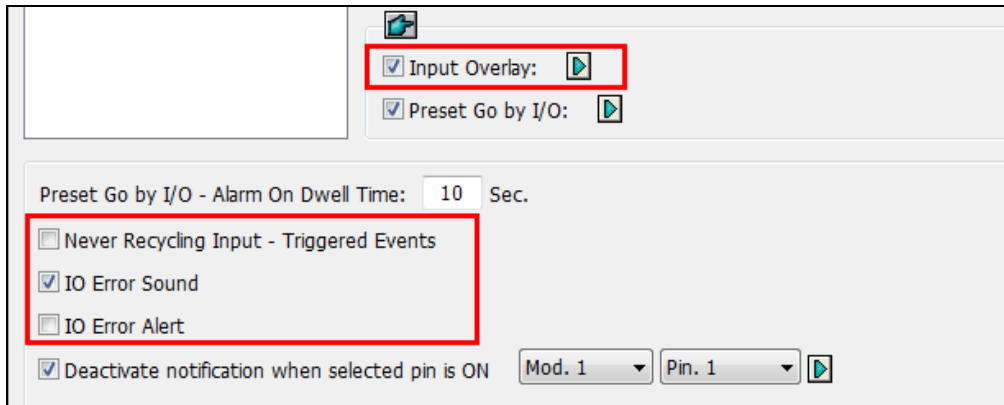 Input Overlay:
Preset Go by I/O:
Preset Go by I/O - Alarm On Dwell Time: 10 Sec.
Never Recycling Input - Triggered Events
IO Error Sound
IO Error Alert
Deactivate notification when selected pin is ON Mod. 1 Pin. 1